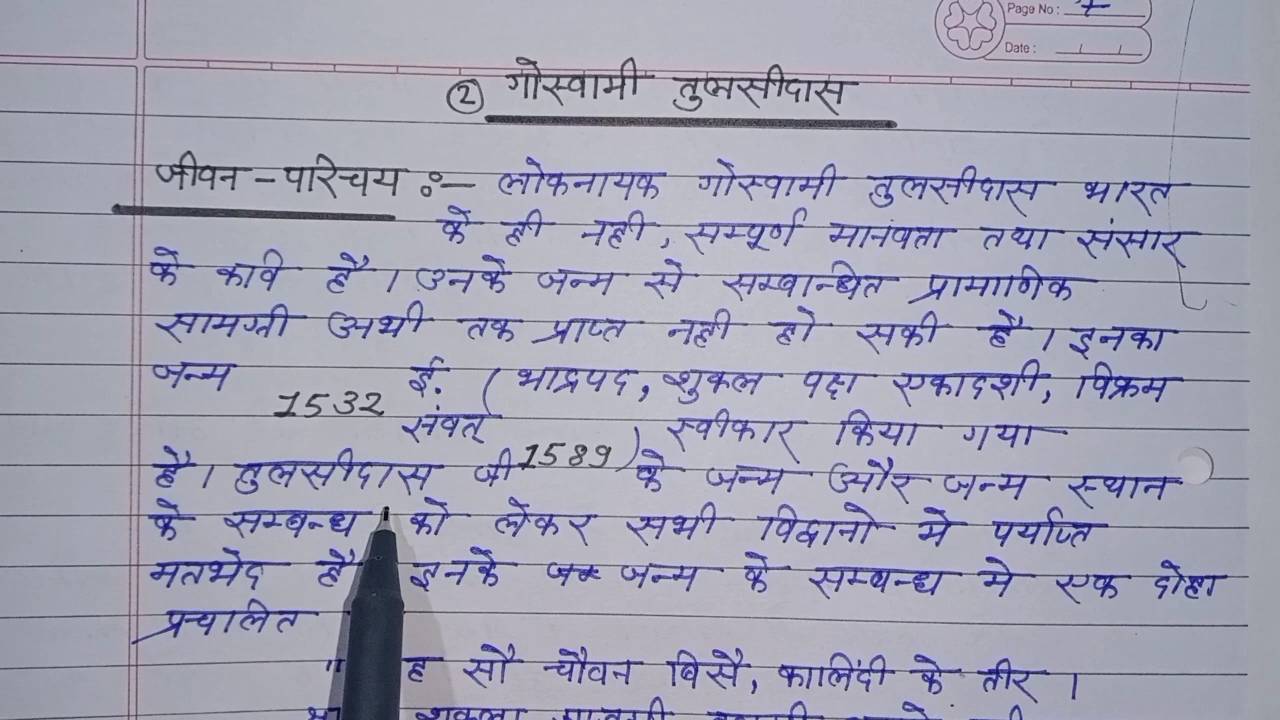 Page No: 7
Date:
② गोस्वामी तुलसीदास
जीवन-परिचय :- लोकनायक गोस्वामी तुलसीदास भारत
के ही नही, सम्पूर्ण मानवता तथा संसार
के कवि है। उनके जन्म से सम्बन्धित प्रामाणिक
सामग्री अभी तक प्राप्त नही हो सकी है। इनका
जन्म 1532 ई. (भाद्रपद, शुक्ल पक्ष एकादशी, विक्रम
संवत् 1589) स्वीकार किया गया
है। तुलसीदास जी के जन्म और जन्म स्थान
के सम्बन्ध को लेकर सभी विद्वानो मे पर्याप्त
मतभेद है इनके जन्म के सम्बन्ध मे एक दोहा
प्रचलित
ह सौ चौवन बिसै, कालिंदी के तीर।
शुक्ला